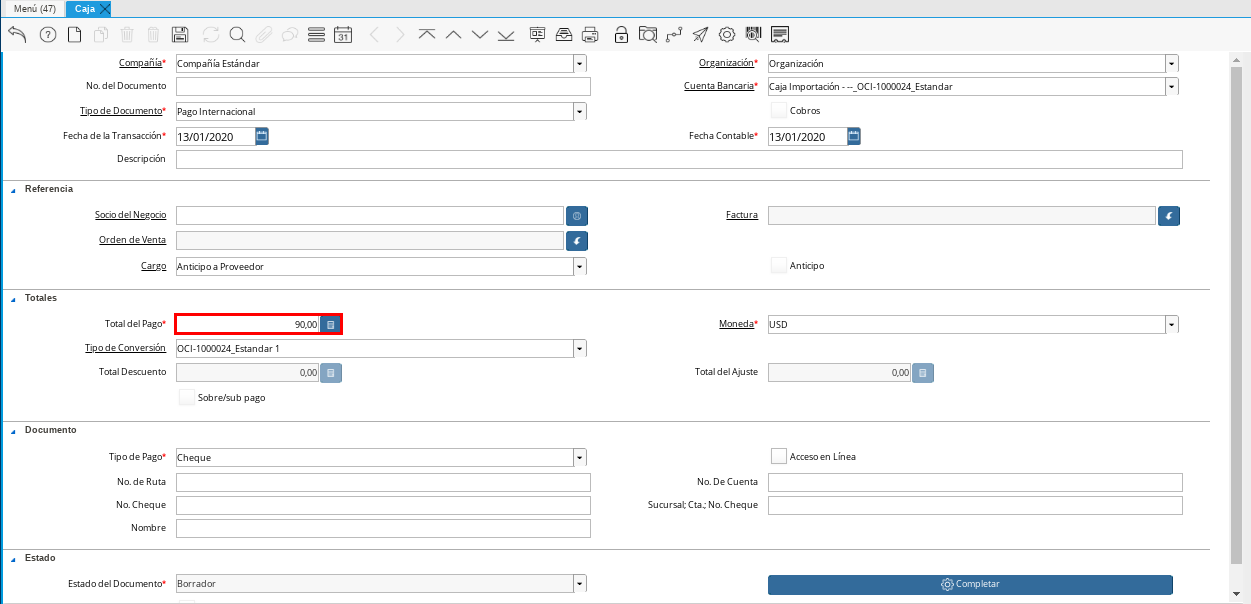 Menú (47) Caja
31
Compañía* Compañía Estándar Organización* Organización
No. del Documento Cuenta Bancaria* Caja Importación - --_OCI-1000024_Estandar
Tipo de Documento* Pago Internacional Cobros
Fecha de la Transacción* 13/01/2020 Fecha Contable* 13/01/2020
Descripción
Referencia
Socio del Negocio Factura
Orden de Venta
Cargo Anticipo a Proveedor Anticipo
Totales
Total del Pago* 90,00 Moneda* USD
Tipo de Conversión OCI-1000024_Estandar 1
Total Descuento 0,00 Total del Ajuste 0,00
Sobre/sub pago
Documento
Tipo de Pago* Cheque Acceso en Línea
No. de Ruta No. De Cuenta
No. Cheque Sucursal; Cta.; No. Cheque
Nombre
Estado
Estado del Documento* Borrador Completar